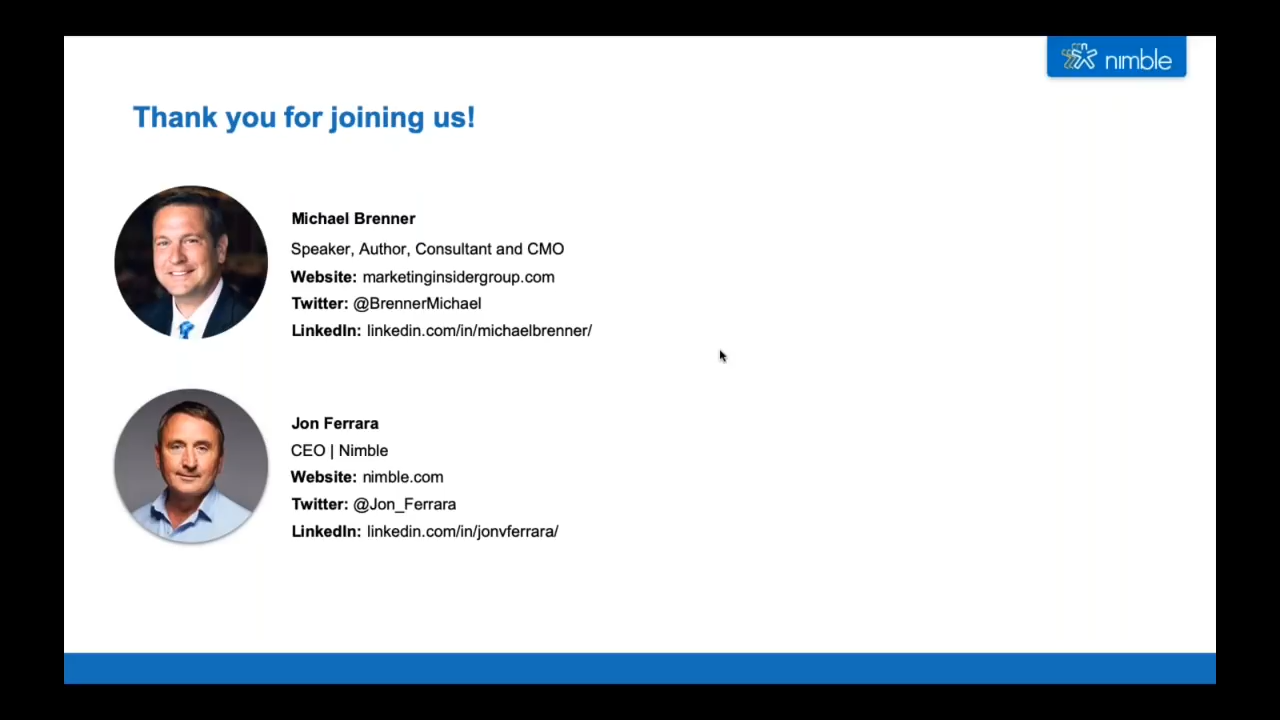 nimble
Thank you for joining us!
Michael Brenner
Speaker, Author, Consultant and CMO
Website: marketinginsidergroup.com
Twitter: @BrennerMichael
LinkedIn: linkedin.com/in/michaelbrenner/
Jon Ferrara
CEO | Nimble
Website: nimble.com
Twitter: @Jon_Ferrara
LinkedIn: linkedin.com/in/jonvferrara/